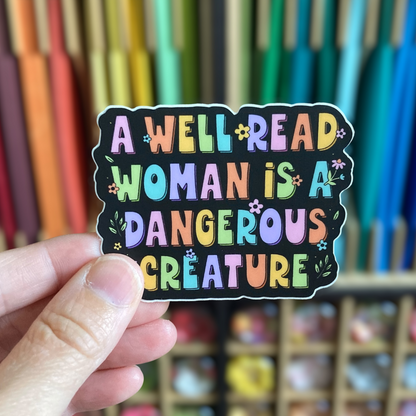 A WELL-READ
WOMAN IS A
DANGEROUS
CREATURE